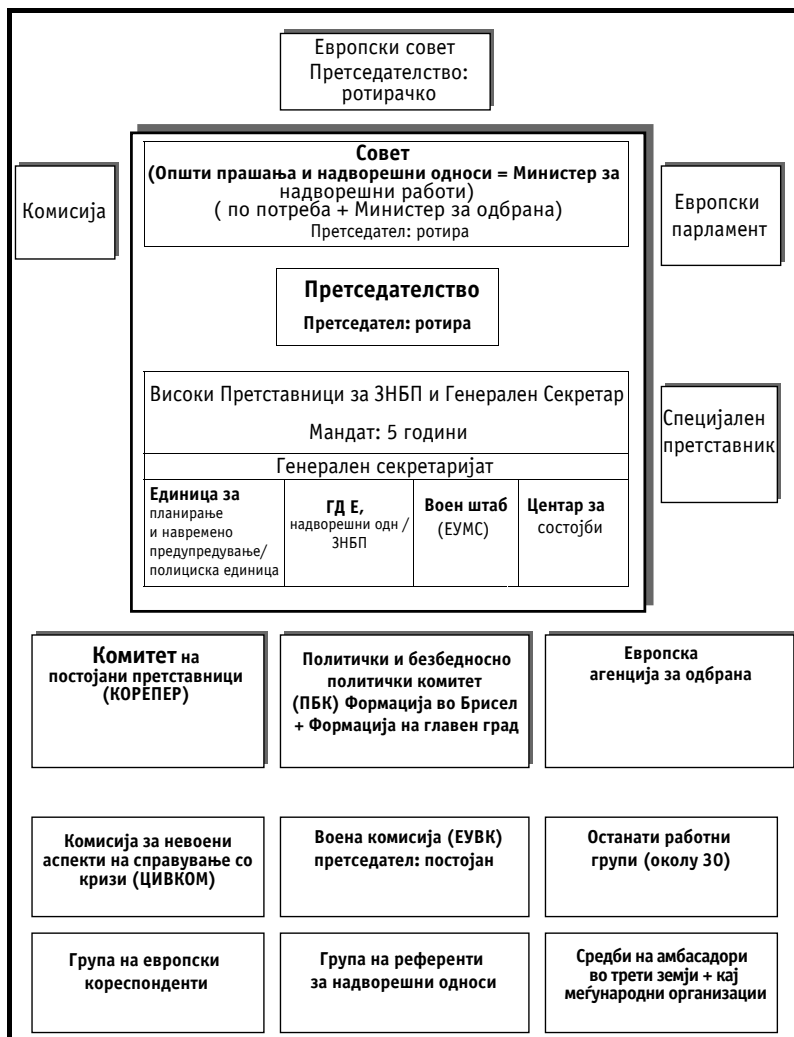 Европски совет
Претседателство:
ротирачко
Совет
(Општи прашања и надворешни односи = Министер за
надворешни работи)
( по потреба + Министер за одбрана)
Претседател: ротира
Комисија
Европски
парламент
Претседателство
Претседател: ротира
Високи Претставници за ЗНБП и Генерален Секретар
Мандат: 5 години
Специјален
претставник
Генерален секретаријат
Единица за
планирање
и навремено
предупредување/
полициска единица
ГД Е,
надворешни одн /
ЗНБП
Воен штаб
(ЕУМС)
Центар за
состојби
Комитет на
постојани претставници
(КОРЕПЕР)
Политички и безбедносно
политички комитет
(ПБК) Формација во Брисел
+ Формација на главен град
Европска
агенција за одбрана
Комисија за невоени
аспекти на справување со
кризи (ЦИВКОМ)
Воена комисија (ЕУВК)
претседател: постојан
Останати работни
групи (околу 30)
Група на европски
кореспонденти
Група на референти
за надворешни односи
Средби на амбасадори
во трети земји + кај
меѓународни организации